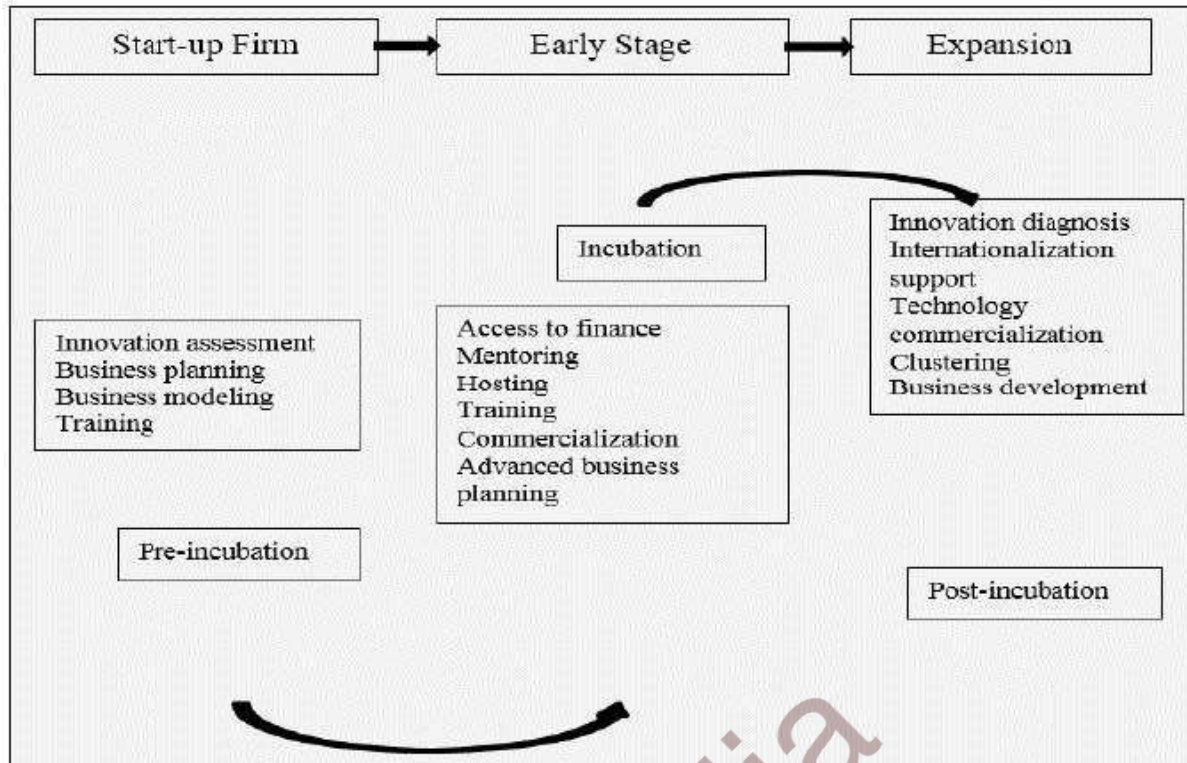 Start-up Firm
Early Stage
Expansion
Incubation
Innovation diagnosis
Internationalization
support
Technology
commercialization
Clustering
Business development
Innovation assessment
Business planning
Business modeling
Training
Access to finance
Mentoring
Hosting
Training
Commercialization
Advanced business
planning
Pre-incubation
Post-incubation